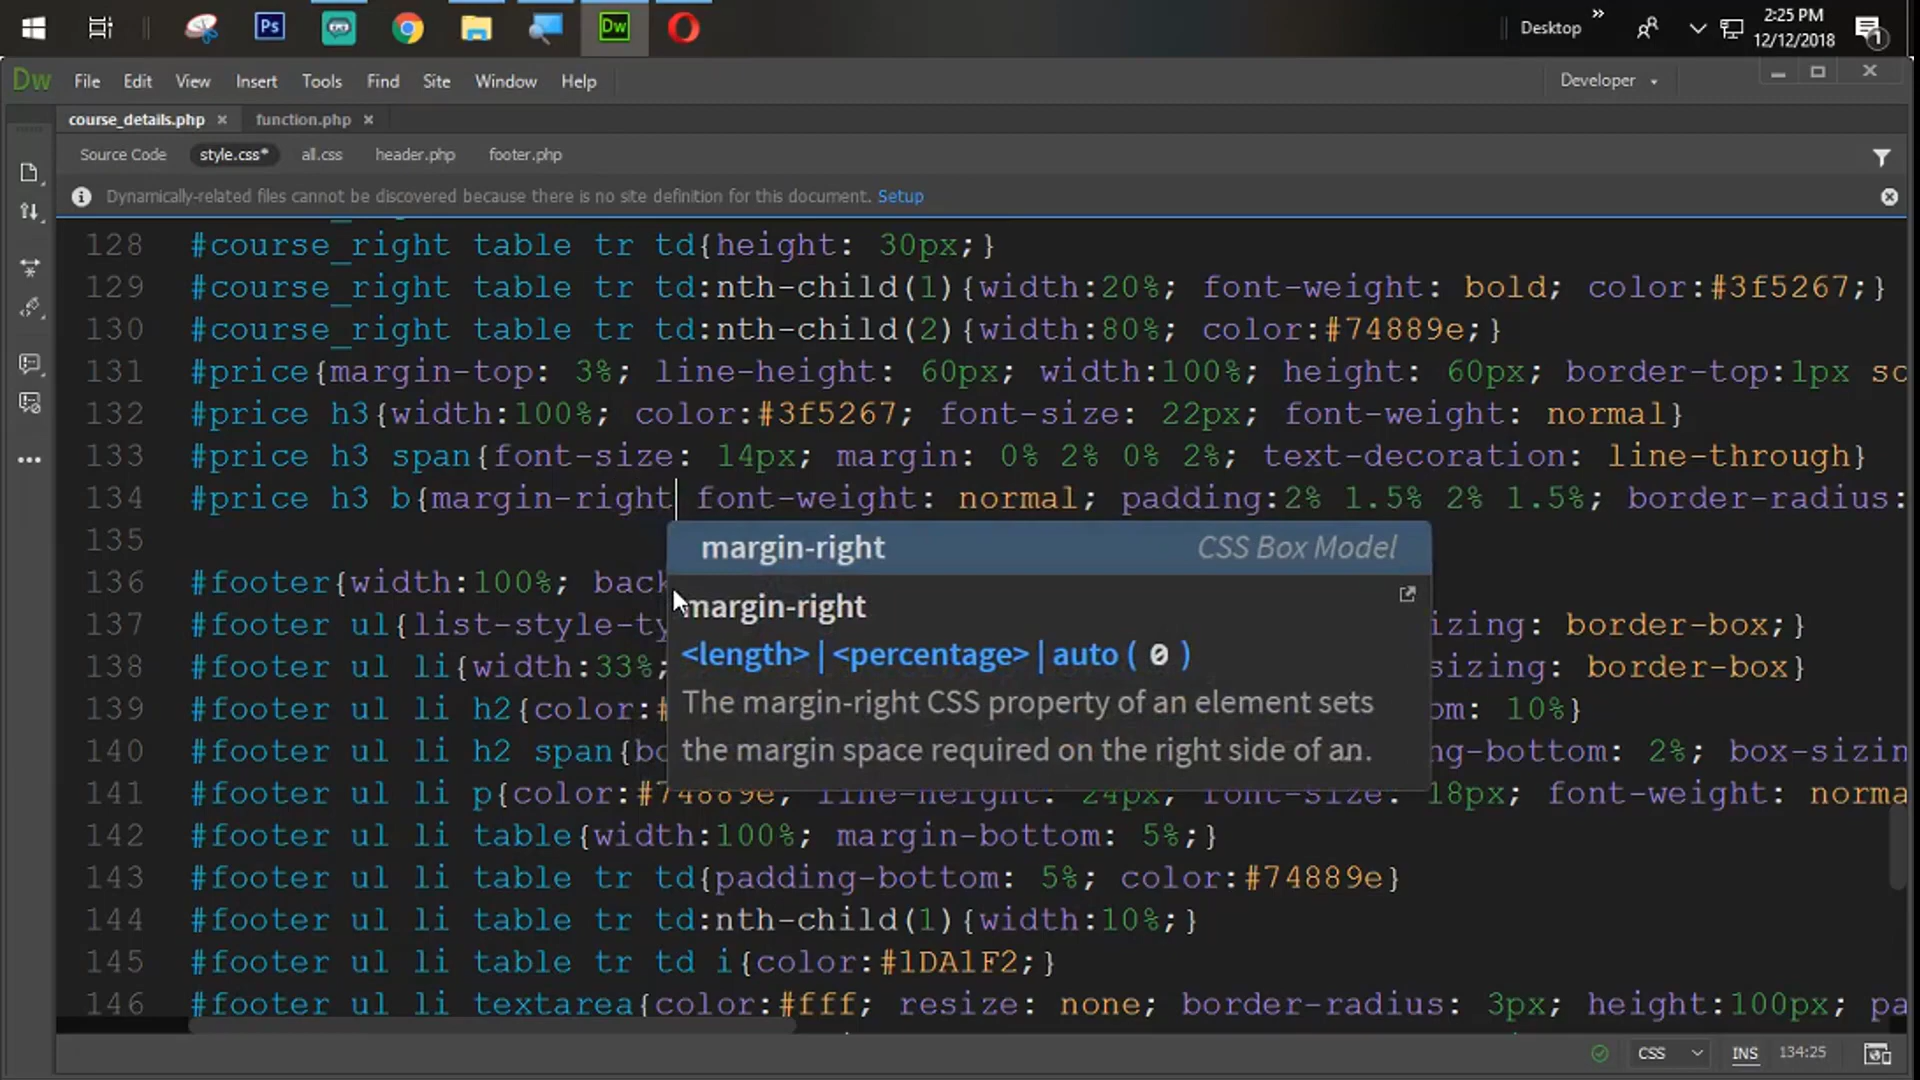 Ps
Dw
Desktop
»
2:25 PM
12/12/2018
1
Dw File Edit View Insert Tools Find Site Window Help
Developer
course_details.php × function.php ×
Source Code style.css* all.css header.php footer.php
Dynamically-related files cannot be discovered because there is no site definition for this document. Setup
128 #course_right table tr td{height: 30px;}
129 #course_right table tr td:nth-child(1){width:20%; font-weight: bold; color:#3f5267;}
130 #course_right table tr td:nth-child(2){width:80%; color:#74889e;}
131 #price{margin-top: 3%; line-height: 60px; width:100%; height: 60px; border-top:1px so
132 #price h3{width:100%; color:#3f5267; font-size: 22px; font-weight: normal}
133 #price h3 span{font-size: 14px; margin: 0% 2% 0% 2%; text-decoration: line-through}
134 #price h3 b{margin-right font-weight: normal; padding:2% 1.5% 2% 1.5%; border-radius:
135
margin-right CSS Box Model
margin-right
<length> | <percentage> | auto ( 0 )
The margin-right CSS property of an element sets
the margin space required on the right side of an.
136 #footer{width:100%; back
137 #footer ul{list-style-ty izing: border-box;}
138 #footer ul li{width:33%; sizing: border-box}
139 #footer ul li h2{color:# om: 10%}
140 #footer ul li h2 span{bo ng-bottom: 2%; box-sizin
141 #footer ul li p{color:#74889e; line-height: 24px; font-size: 18px; font-weight: norma
142 #footer ul li table{width:100%; margin-bottom: 5%;}
143 #footer ul li table tr td{padding-bottom: 5%; color:#74889e}
144 #footer ul li table tr td:nth-child(1){width:10%;}
145 #footer ul li table tr td i{color:#1DA1F2;}
146 #footer ul li textarea{color:#fff; resize: none; border-radius: 3px; height:100px; pa
CSS INS 134:25